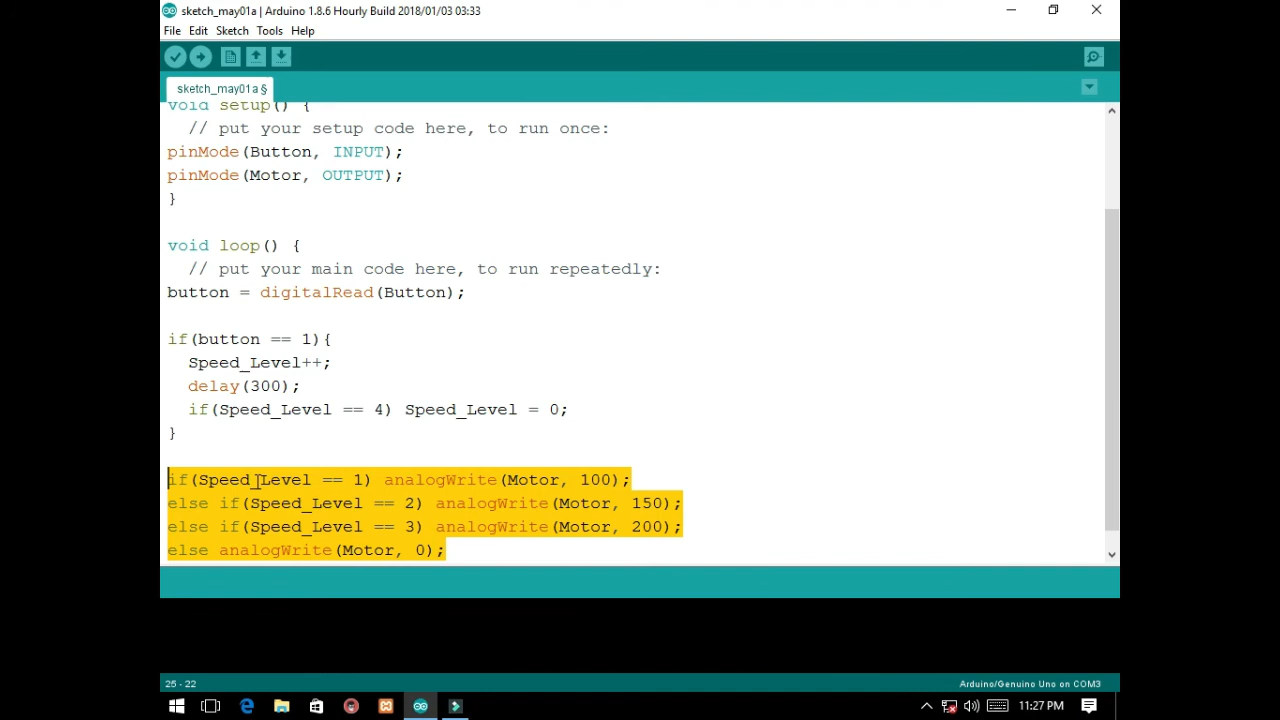 sketch_may01a | Arduino 1.8.6 Hourly Build 2018/01/03 03:33
File Edit Sketch Tools Help
sketch_may01a §
void setup() {
  // put your setup code here, to run once:
pinMode(Button, INPUT);
pinMode(Motor, OUTPUT);
}
void loop() {
  // put your main code here, to run repeatedly:
button = digitalRead(Button);
if(button == 1){
  Speed_Level++;
  delay(300);
  if(Speed_Level == 4) Speed_Level = 0;
}
if(Speed_Level == 1) analogWrite(Motor, 100);
else if(Speed_Level == 2) analogWrite(Motor, 150);
else if(Speed_Level == 3) analogWrite(Motor, 200);
else analogWrite(Motor, 0);
25 - 22
Arduino/Genuino Uno on COM3
11:27 PM